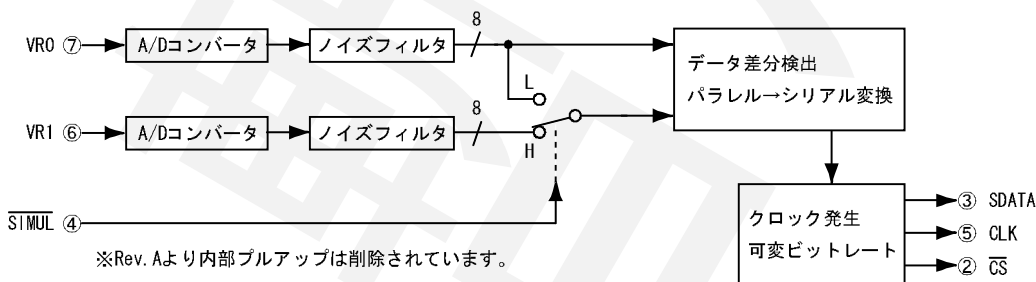 VR0 ⑦ A/Dコンバータ ノイズフィルタ 8
データ差分検出
パラレル→シリアル変換
L
VR1 ⑥ A/Dコンバータ ノイズフィルタ 8
H
SIMUL ④
クロック発生
可変ビットレート
③ SDATA
⑤ CLK
② CS
※Rev.Aより内部プルアップは削除されています。